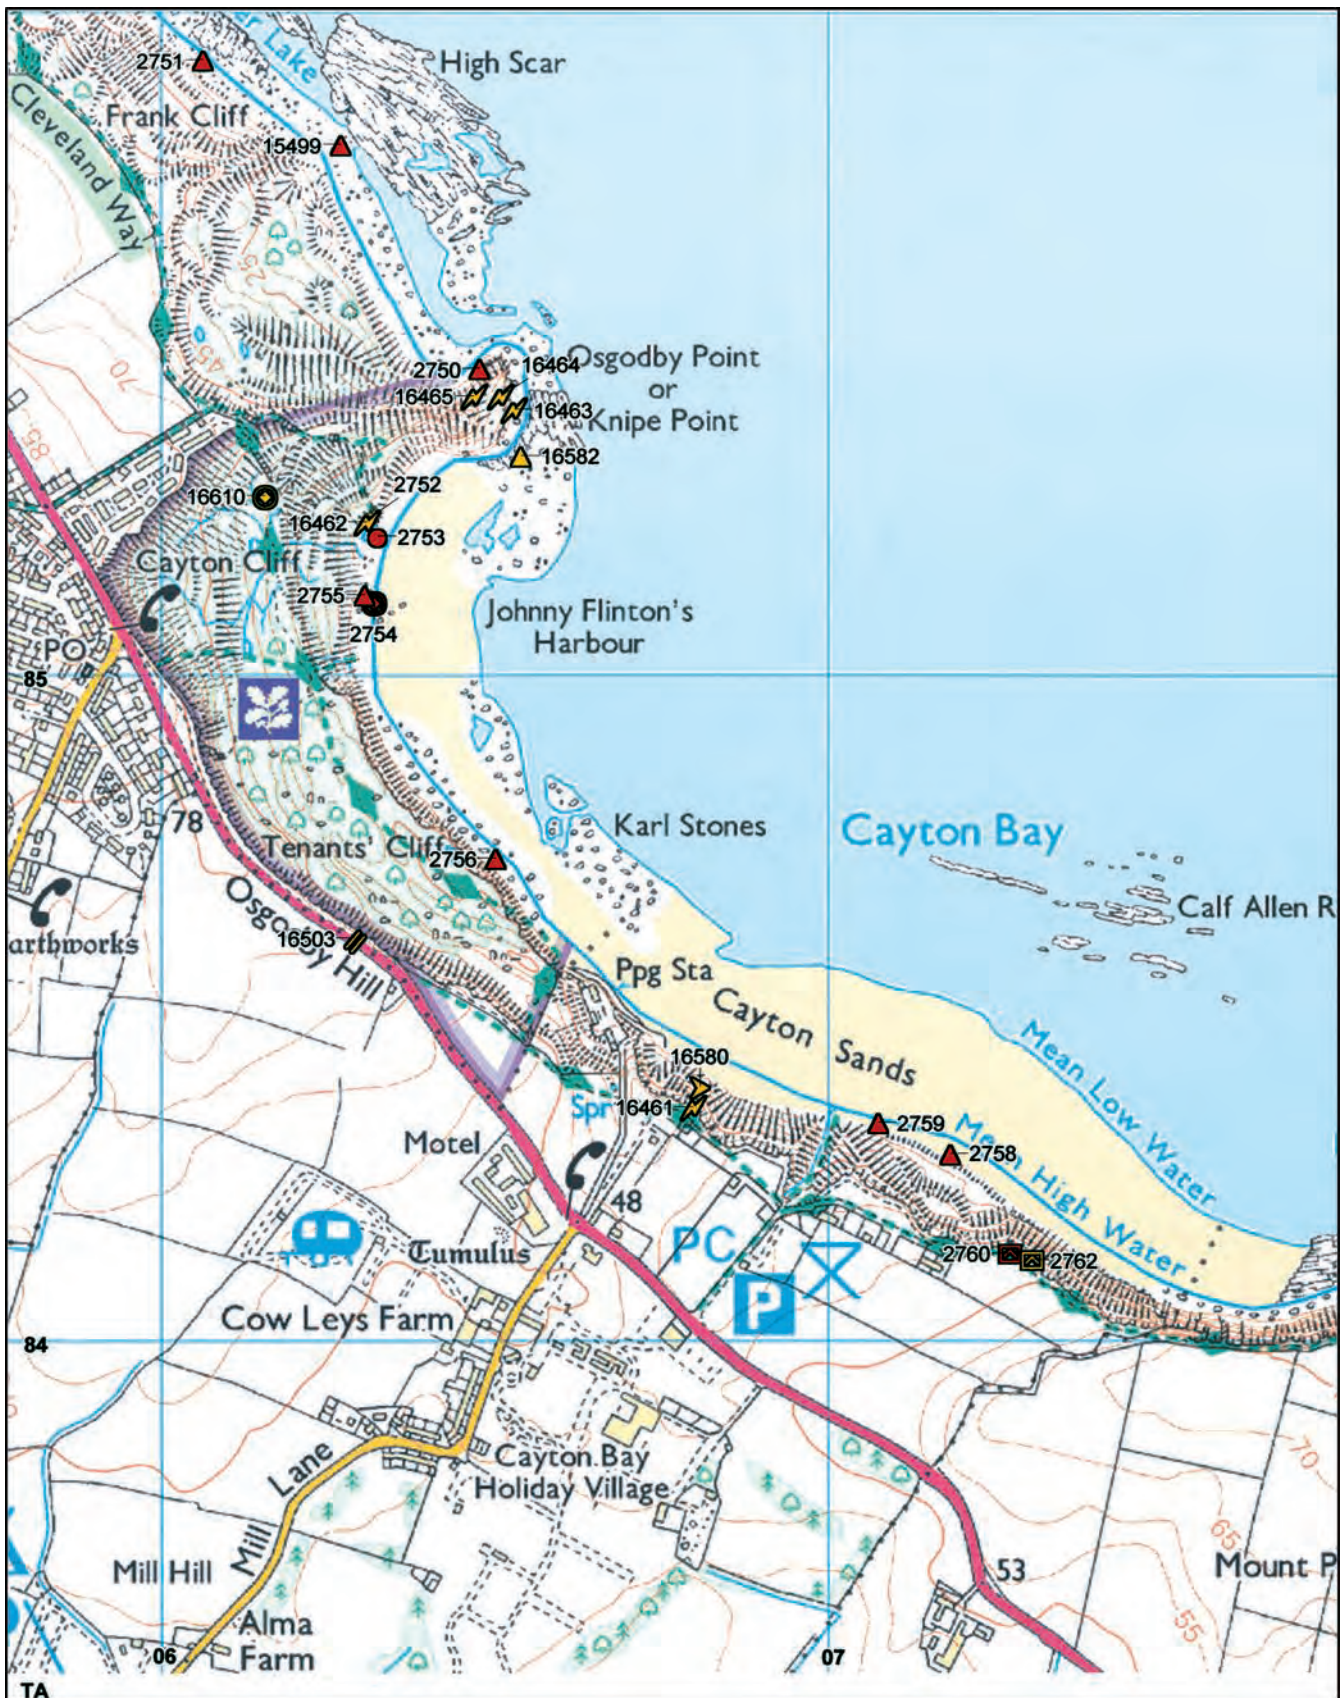 er Lake
2751
High Scar
Frank Cliff
Cleveland Way
15499
25
45
70
85
2750
16464
Osgodby Point
or
Knipe Point
16465
16463
16582
2752
16610
16462
2753
Cayton Cliff
2755
2754
Johnny Flinton's
Harbour
PO
85
78
Tenants' Cliff
2756
Karl Stones
Cayton Bay
Calf Allen R
Osgodby Hill
16503
arthworks
Ppg Sta
Cayton Sands
Mean Low Water
16580
Spr
16461
2759
2758
Mean High Water
Motel
48
PC
Tumulus
2760
2762
P
Cow Leys Farm
84
Cayton Bay
Holiday Village
Mill Lane
70
65
Mill Hill
53
Mount P
55
Alma
Farm
06
07
TA